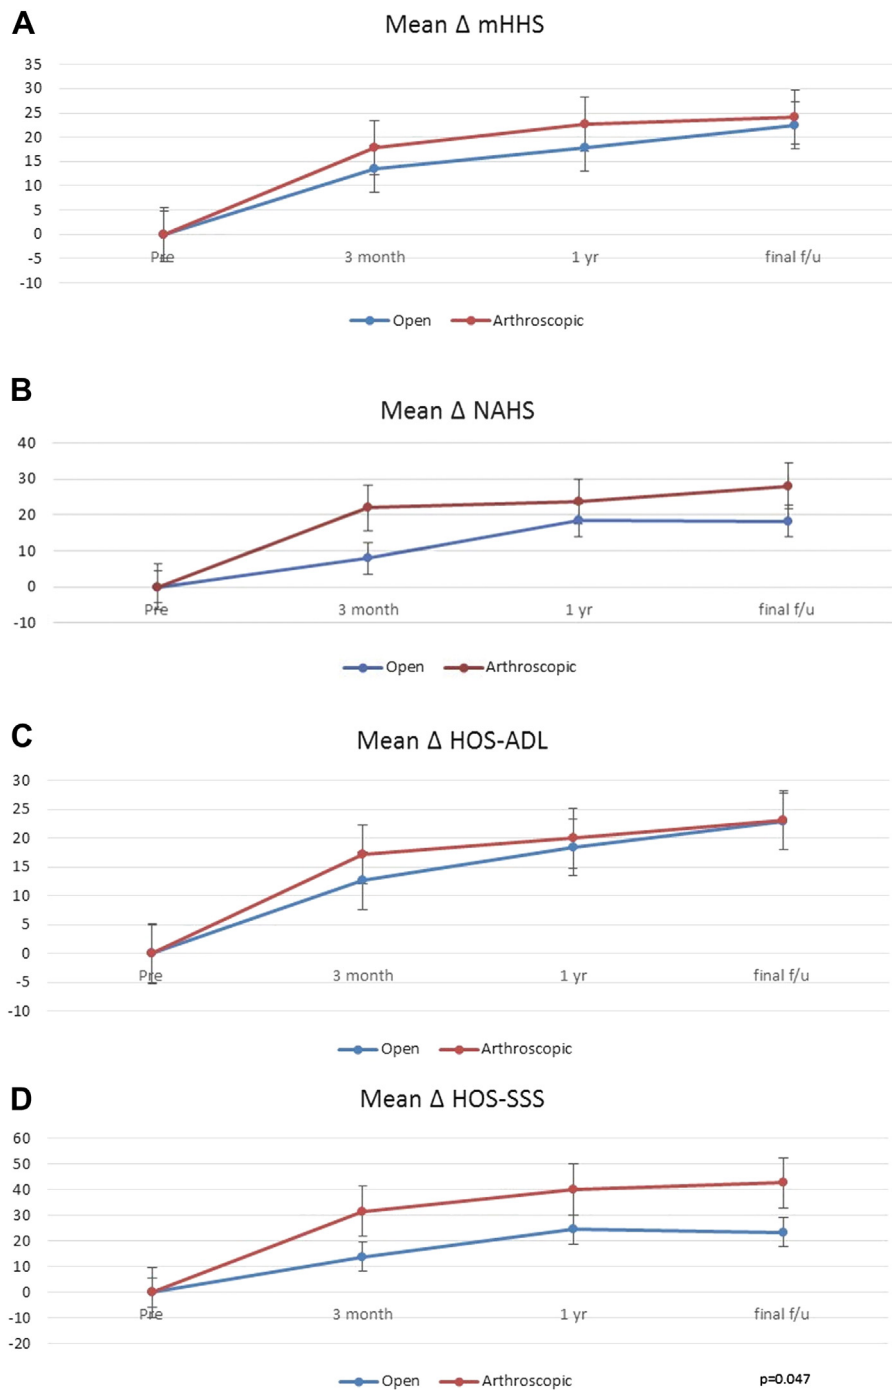 A
Mean Δ mHHS
35
30
25
20
15
10
5
0
-5
-10
Pre
3 month
1 yr
final f/u
Open
Arthroscopic
B
Mean Δ NAHS
40
30
20
10
0
-10
Pre
3 month
1 yr
final f/u
Open
Arthroscopic
C
Mean Δ HOS-ADL
30
25
20
15
10
5
0
-5
-10
Pre
3 month
1 yr
final f/u
Open
Arthroscopic
D
Mean Δ HOS-SSS
60
50
40
30
20
10
0
-10
-20
Pre
3 month
1 yr
final f/u
Open
Arthroscopic
p=0.047